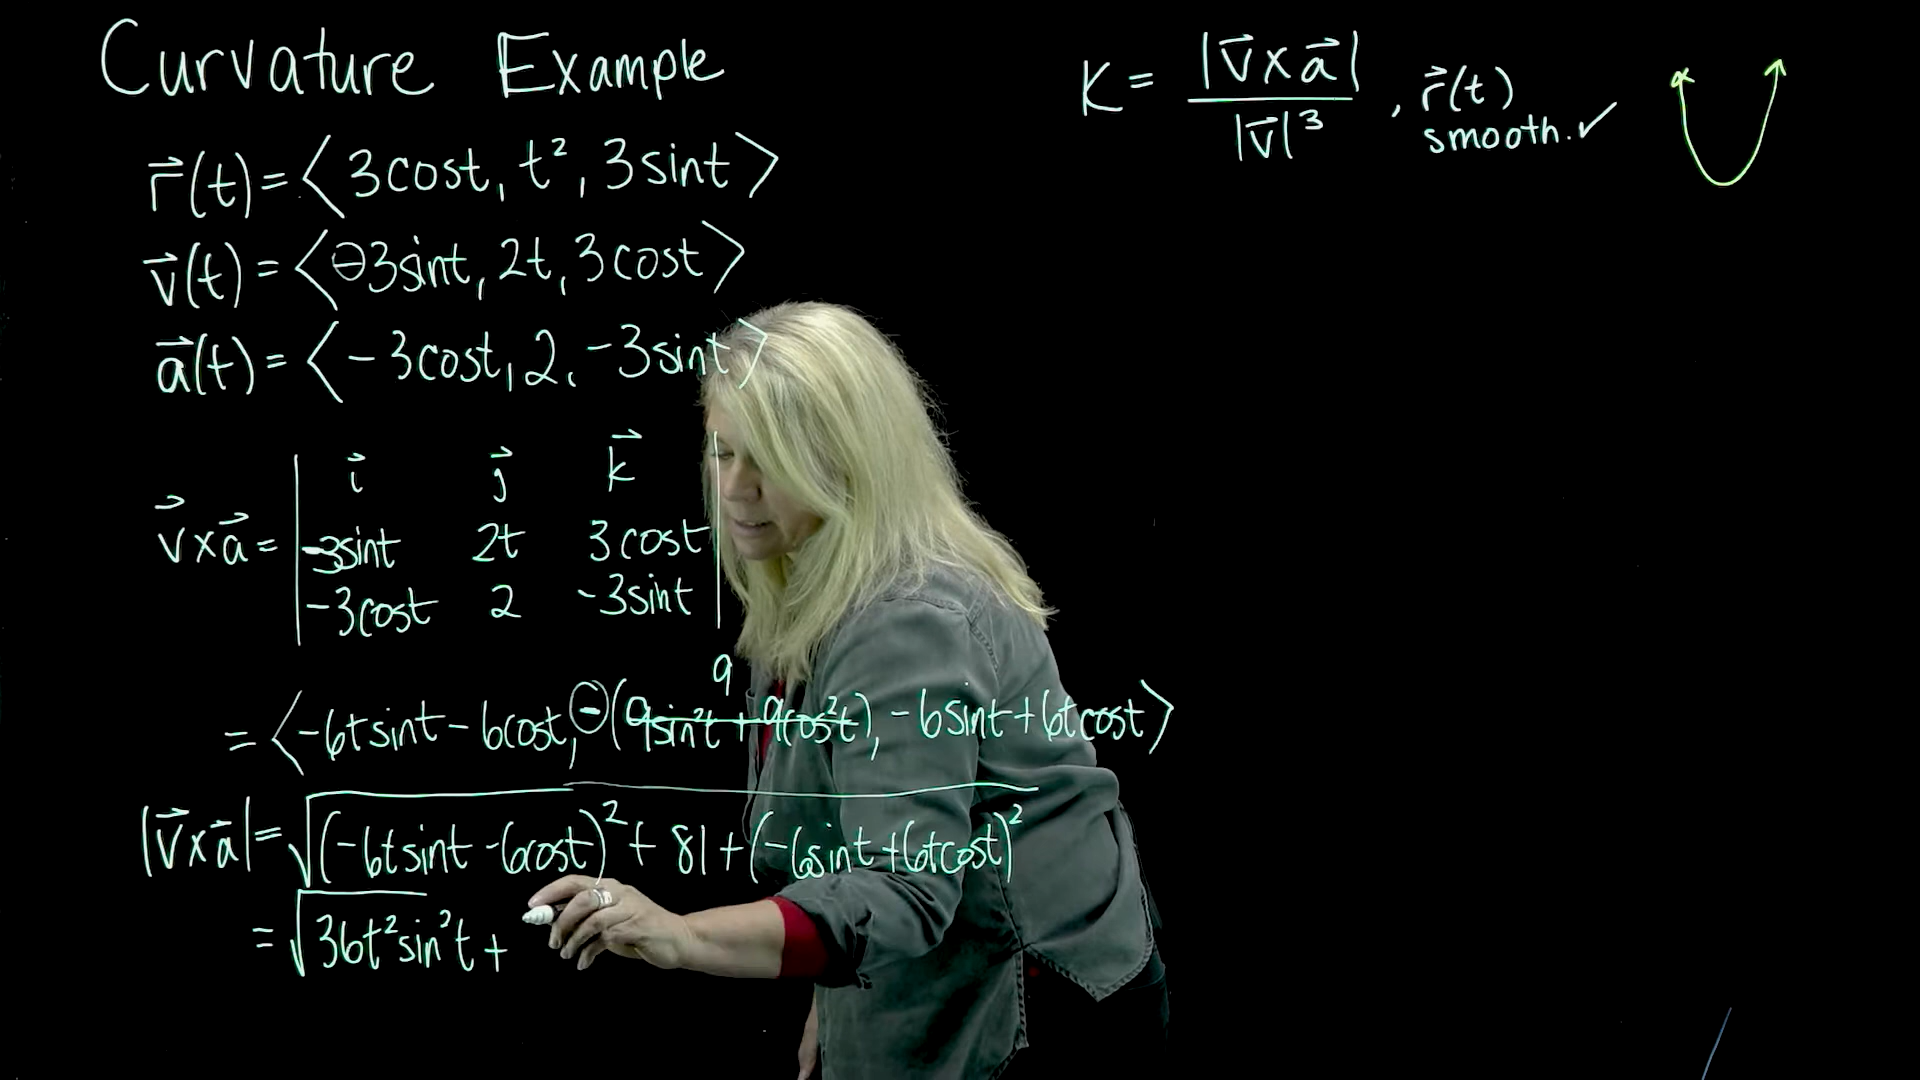 Curvature Example
K = |v⃗ x a⃗| / |v⃗|³ , r⃗(t) smooth. ✓
r⃗(t) = ⟨3cost, t², 3sint⟩
v⃗(t) = ⟨-3sint, 2t, 3cost⟩
a⃗(t) = ⟨-3cost, 2, -3sint⟩
i⃗ j⃗ k⃗
v⃗ x a⃗ = | -3sint 2t 3cost |
-3cost 2 -3sint
9
= ⟨-6tsint - 6cost, -(9sin²t + 9cos²t), -6sint + 6tcost⟩
|v⃗ x a⃗| = √((-6tsint - 6cost)² + 81 + (-6sint + 6tcost)²)
= √(36t²sin²t +